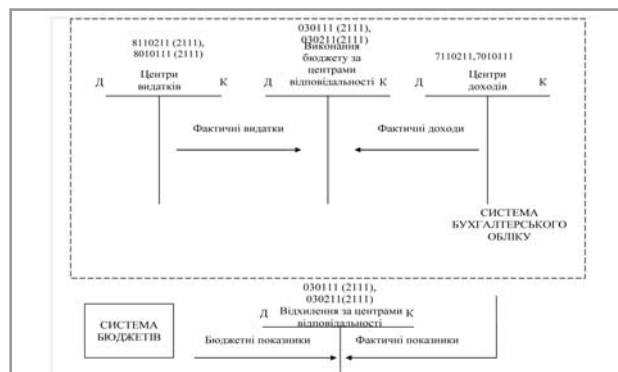 8110211 (2111),
8010111 (2111)
Д
Центри
видатків
К
030111 (2111),
030211(2111)
Виконання
бюджету за
центрами
Д
відповідальності
К
7110211,7010111
Д
Центри
доходів
К
Фактичні видатки
Фактичні доходи
СИСТЕМА
БУХГАЛТЕРСЬКОГО
ОБЛІКУ
030111 (2111),
030211(2111)
Д
Відхилення за центрами
К
відповідальності
СИСТЕМА
БЮДЖЕТІВ
Бюджетні показники
Фактичні показники